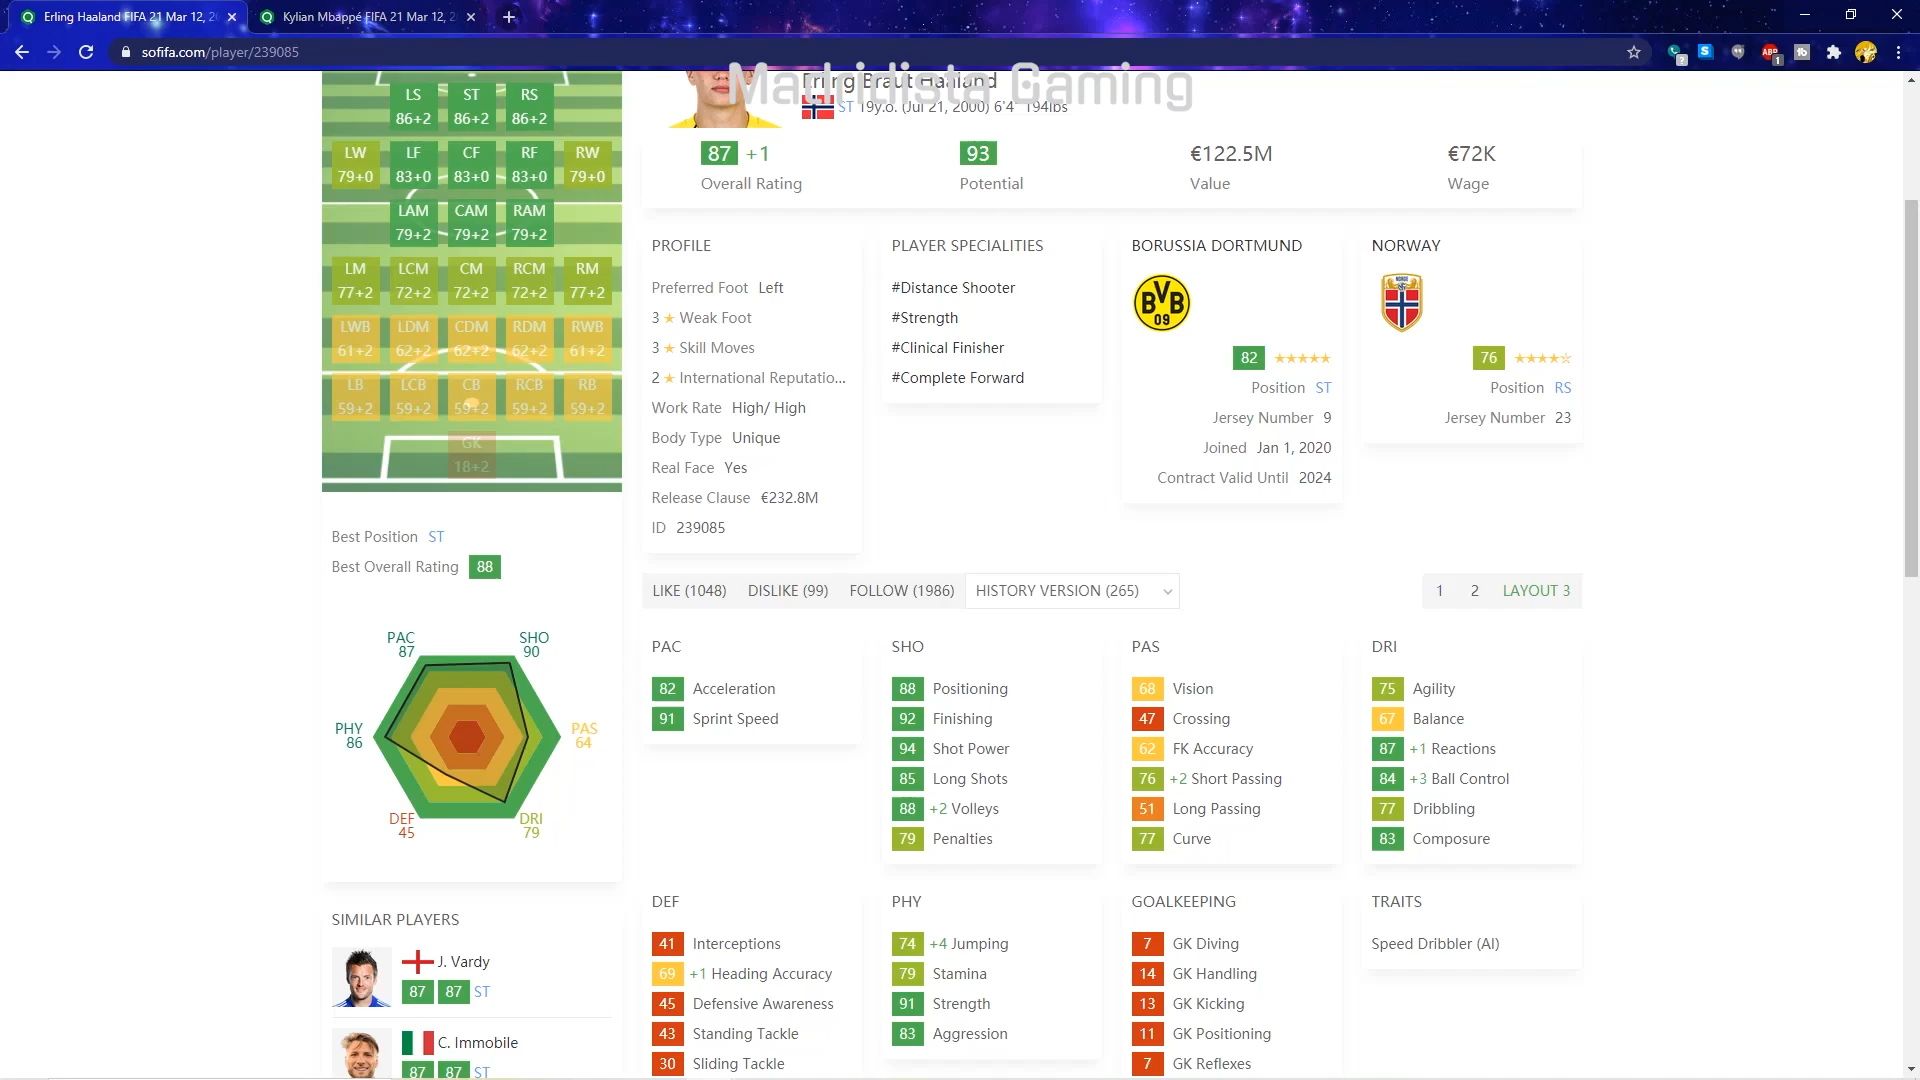 Erling Haaland FIFA 21 Mar 12, 2
Kylian Mbappé FIFA 21 Mar 12, 2
sofifa.com/player/239085
Madridista Gaming
Erling Braut Haaland
ST 19y.o. (Jul 21, 2000) 6'4" 194lbs
87 +1
Overall Rating
93
Potential
€122.5M
Value
€72K
Wage
LS ST RS
86+2 86+2 86+2
LW LF CF RF RW
79+0 83+0 83+0 83+0 79+0
LAM CAM RAM
79+2 79+2 79+2
LM LCM CM RCM RM
77+2 72+2 72+2 72+2 77+2
LWB LDM CDM RDM RWB
61+2 62+2 62+2 62+2 61+2
LB LCB CB RCB RB
59+2 59+2 59+2 59+2 59+2
GK
18+2
Best Position ST
Best Overall Rating 88
PAC
87
SHO
90
PHY
86
PAS
64
DEF
45
DRI
79
SIMILAR PLAYERS
J. Vardy
87 87 ST
C. Immobile
87 87 ST
PROFILE
Preferred Foot Left
3 ★ Weak Foot
3 ★ Skill Moves
2 ★ International Reputatio...
Work Rate High/ High
Body Type Unique
Real Face Yes
Release Clause €232.8M
ID 239085
PLAYER SPECIALITIES
#Distance Shooter
#Strength
#Clinical Finisher
#Complete Forward
BORUSSIA DORTMUND
BVB
09
82 ★★★★★
Position ST
Jersey Number 9
Joined Jan 1, 2020
Contract Valid Until 2024
NORWAY
NORGE
76 ★★★★☆
Position RS
Jersey Number 23
LIKE (1048) DISLIKE (99) FOLLOW (1986) HISTORY VERSION (265)
1 2 LAYOUT 3
PAC
82 Acceleration
91 Sprint Speed
SHO
88 Positioning
92 Finishing
94 Shot Power
85 Long Shots
88 +2 Volleys
79 Penalties
PAS
68 Vision
47 Crossing
62 FK Accuracy
76 +2 Short Passing
51 Long Passing
77 Curve
DRI
75 Agility
67 Balance
87 +1 Reactions
84 +3 Ball Control
77 Dribbling
83 Composure
DEF
41 Interceptions
69 +1 Heading Accuracy
45 Defensive Awareness
43 Standing Tackle
30 Sliding Tackle
PHY
74 +4 Jumping
79 Stamina
91 Strength
83 Aggression
GOALKEEPING
7 GK Diving
14 GK Handling
13 GK Kicking
11 GK Positioning
7 GK Reflexes
TRAITS
Speed Dribbler (AI)